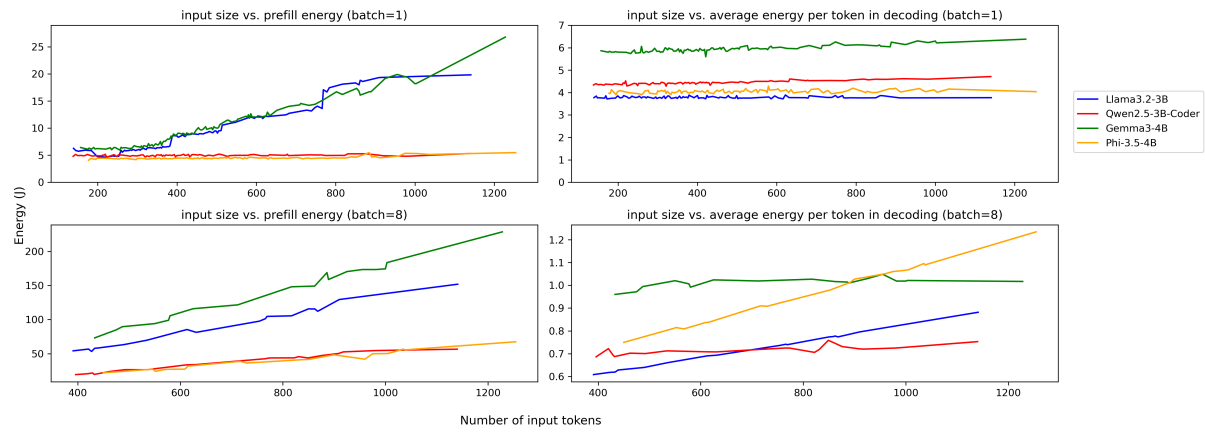 input size vs. prefill energy (batch=1)
25
20
15
10
5
0
200 400 600 800 1000 1200
input size vs. average energy per token in decoding (batch=1)
7
6
5
4
3
2
1
0
200 400 600 800 1000 1200
Llama3.2-3B
Qwen2.5-3B-Coder
Gemma3-4B
Phi-3.5-4B
Energy (J)
input size vs. prefill energy (batch=8)
200
150
100
50
400 600 800 1000 1200
input size vs. average energy per token in decoding (batch=8)
1.2
1.1
1.0
0.9
0.8
0.7
0.6
400 600 800 1000 1200
Number of input tokens